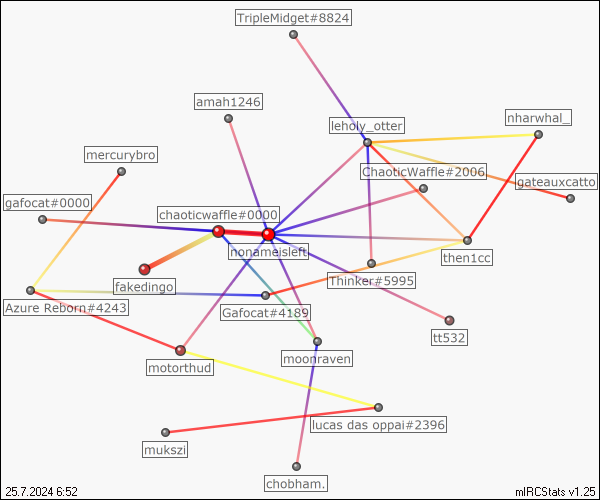 TripleMidget#8824
amah1246
leholy_otter
nharwhal_
mercurybro
ChaoticWaffle#2006
gateauxcatto
gafocat#0000
chaoticwaffle#0000
nonameisleft
then1cc
fakedingo
Thinker#5995
Azure Reborn#4243
Gafocat#4189
tt532
moonraven
motorthud
lucas das oppai#2396
mukszi
chobham.
25.7.2024 6:52
mIRCStats v1.25